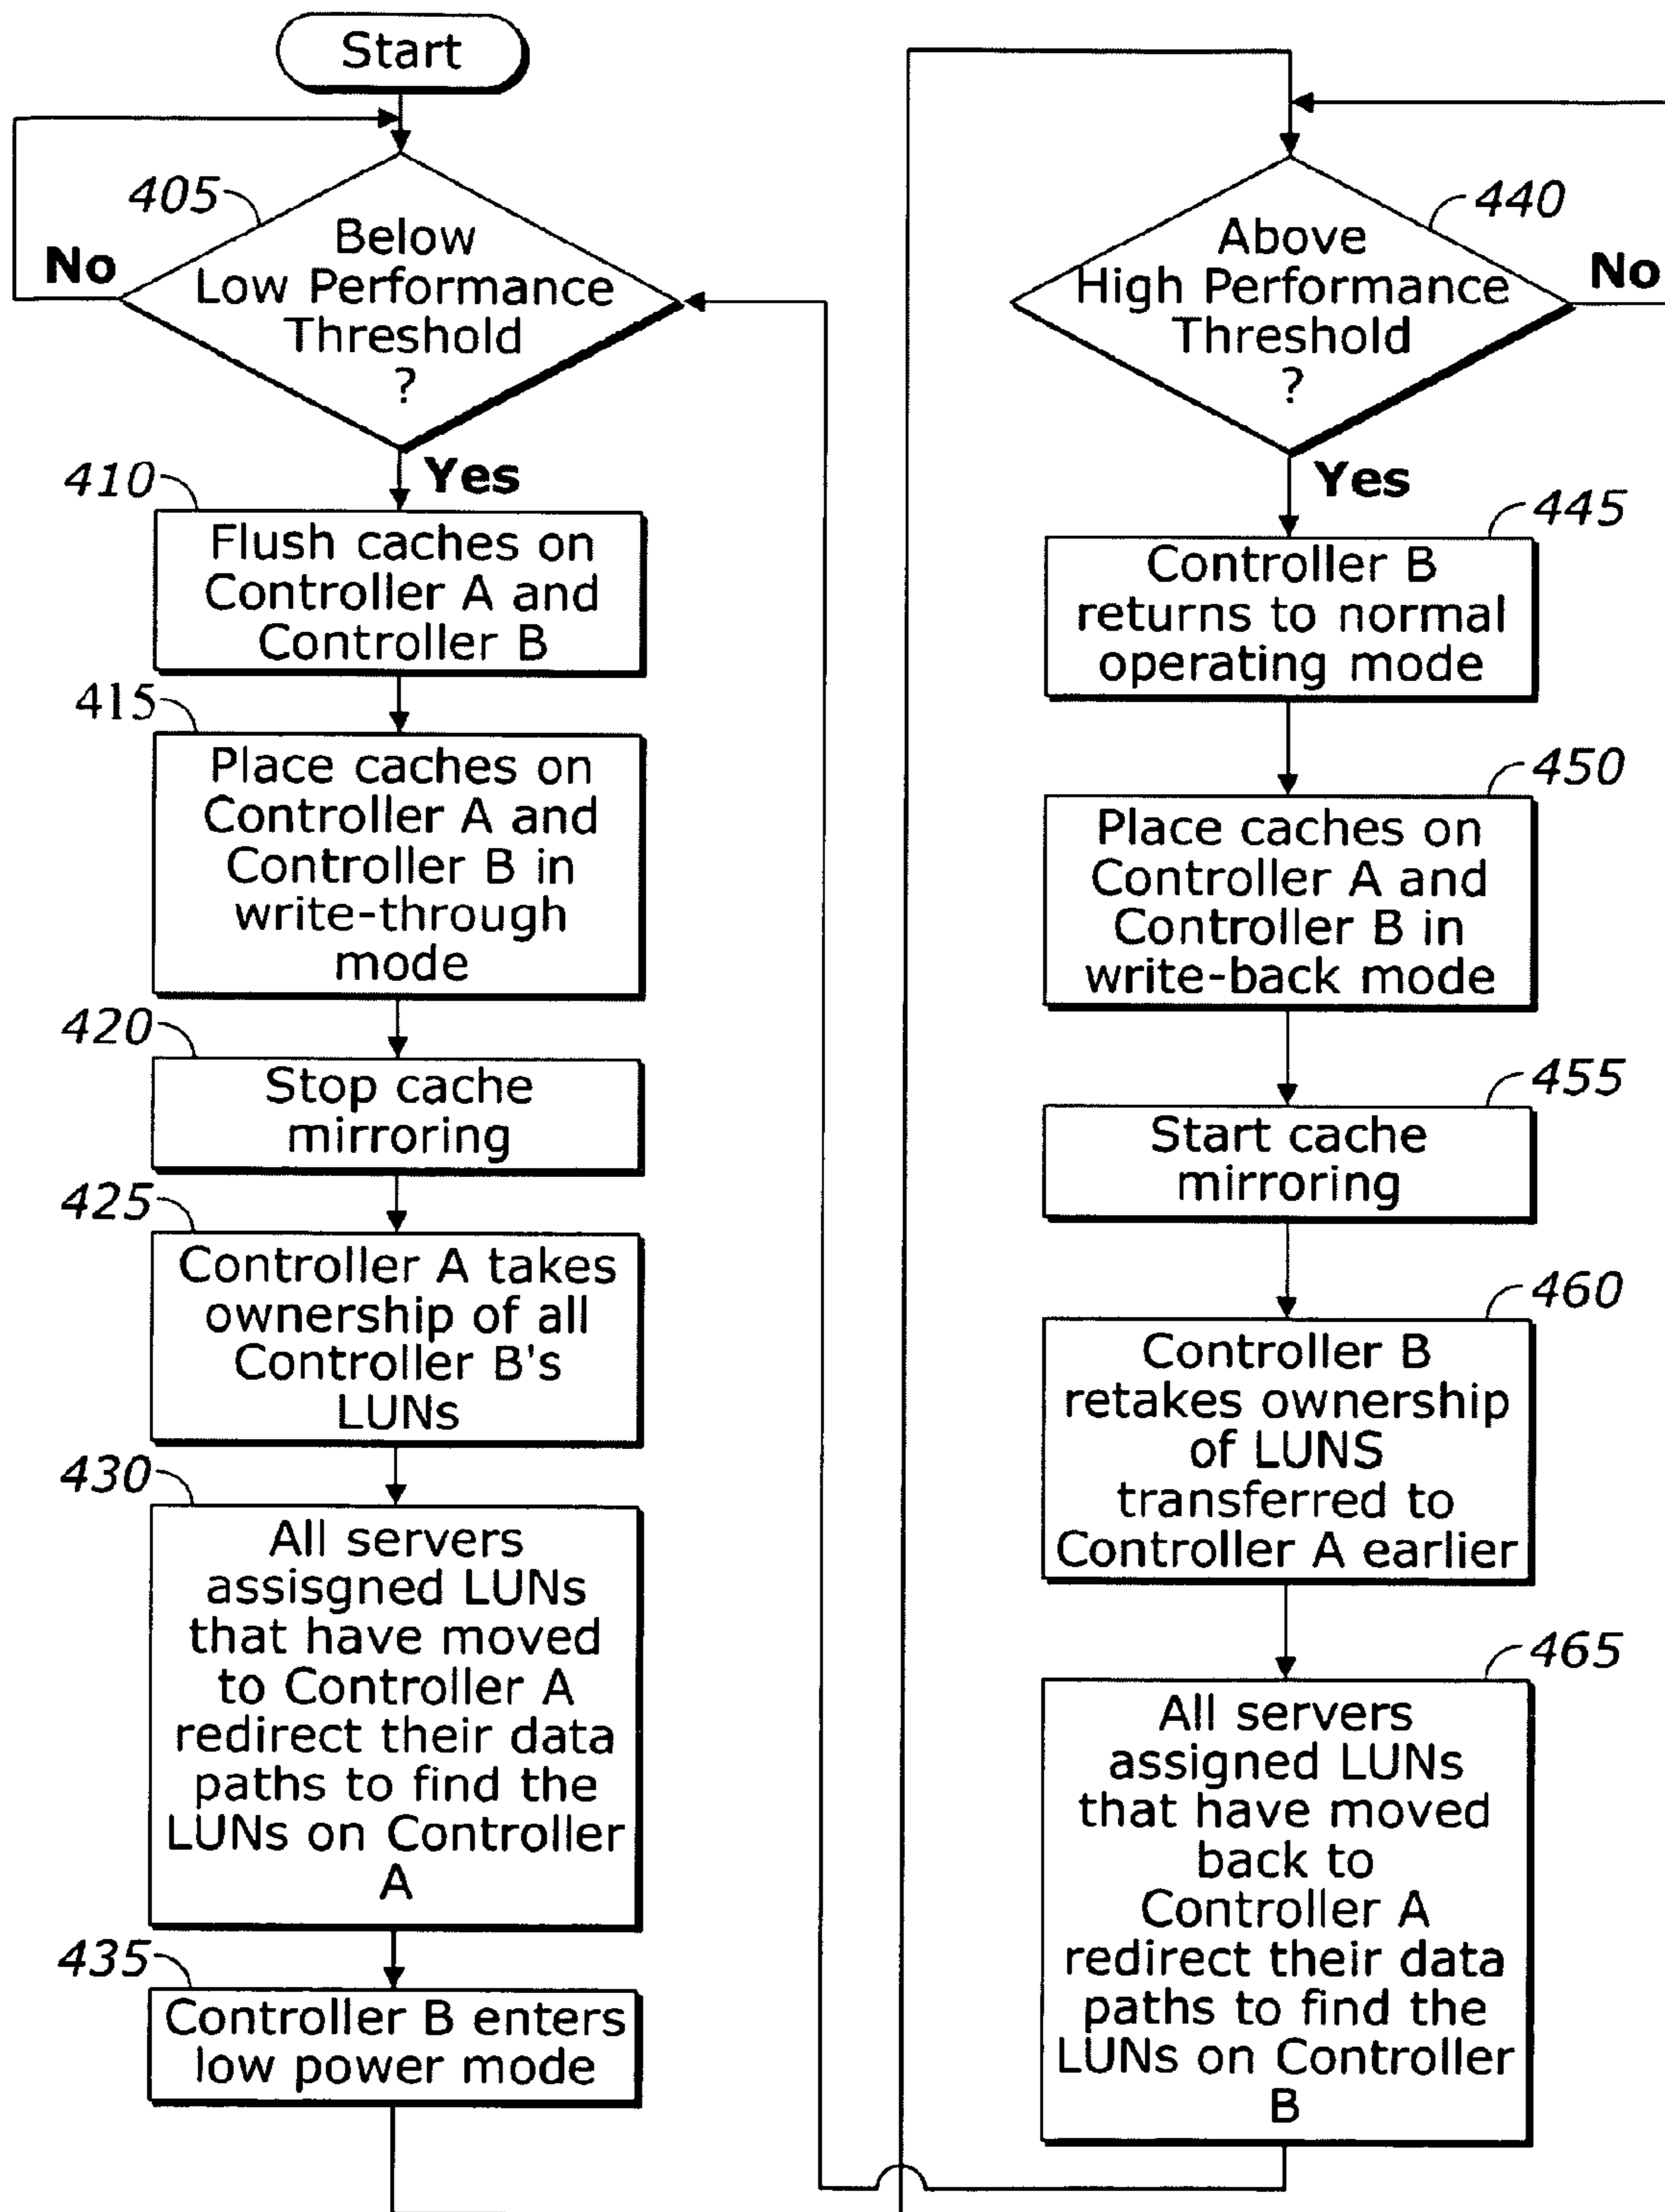 Start
405
Below
Low Performance
Threshold
?
No
Yes
410
Flush caches on
Controller A and
Controller B
415
Place caches on
Controller A and
Controller B in
write-through
mode
420
Stop cache
mirroring
425
Controller A takes
ownership of all
Controller B's
LUNs
430
All servers
assisgned LUNs
that have moved
to Controller A
redirect their data
paths to find the
LUNs on Controller
A
435
Controller B enters
low power mode
440
Above
High Performance
Threshold
?
No
Yes
445
Controller B
returns to normal
operating mode
450
Place caches on
Controller A and
Controller B in
write-back mode
455
Start cache
mirroring
460
Controller B
retakes ownership
of LUNS
transferred to
Controller A earlier
465
All servers
assigned LUNs
that have moved
back to
Controller A
redirect their data
paths to find the
LUNs on Controller
B